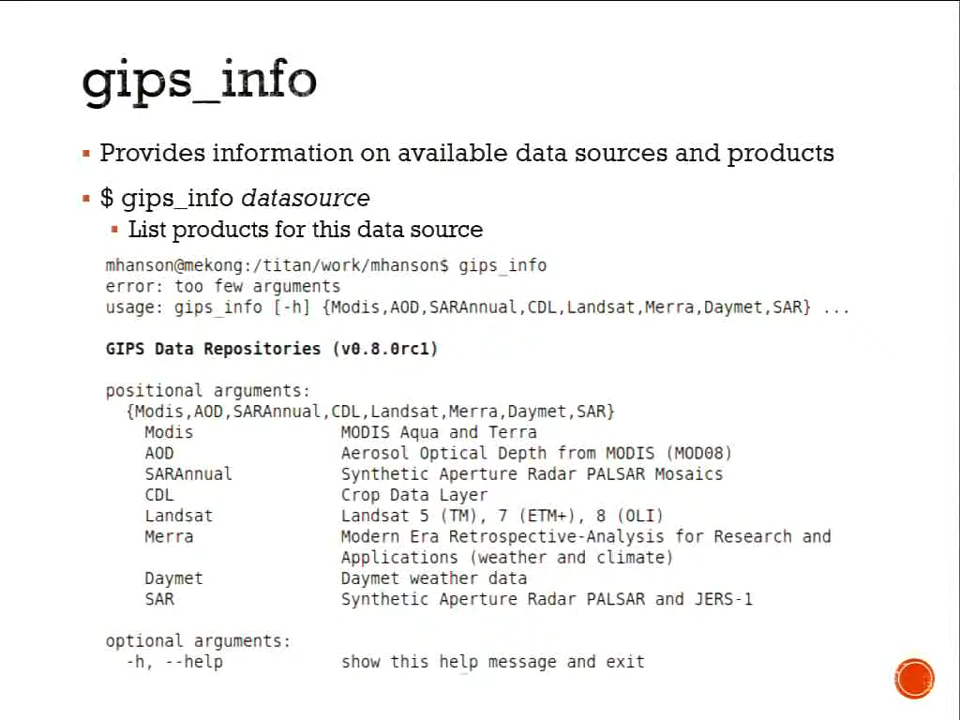 gips_info
▪ Provides information on available data sources and products
▪ $ gips_info datasource
▪ List products for this data source
mhanson@mekong:/titan/work/mhanson$ gips_info
error: too few arguments
usage: gips_info [-h] {Modis,AOD,SARAnnual,CDL,Landsat,Merra,Daymet,SAR} ...
GIPS Data Repositories (v0.8.0rc1)
positional arguments:
{Modis,AOD,SARAnnual,CDL,Landsat,Merra,Daymet,SAR}
Modis MODIS Aqua and Terra
AOD Aerosol Optical Depth from MODIS (MOD08)
SARAnnual Synthetic Aperture Radar PALSAR Mosaics
CDL Crop Data Layer
Landsat Landsat 5 (TM), 7 (ETM+), 8 (OLI)
Merra Modern Era Retrospective-Analysis for Research and
Applications (weather and climate)
Daymet Daymet weather data
SAR Synthetic Aperture Radar PALSAR and JERS-1
optional arguments:
-h, --help show this help message and exit